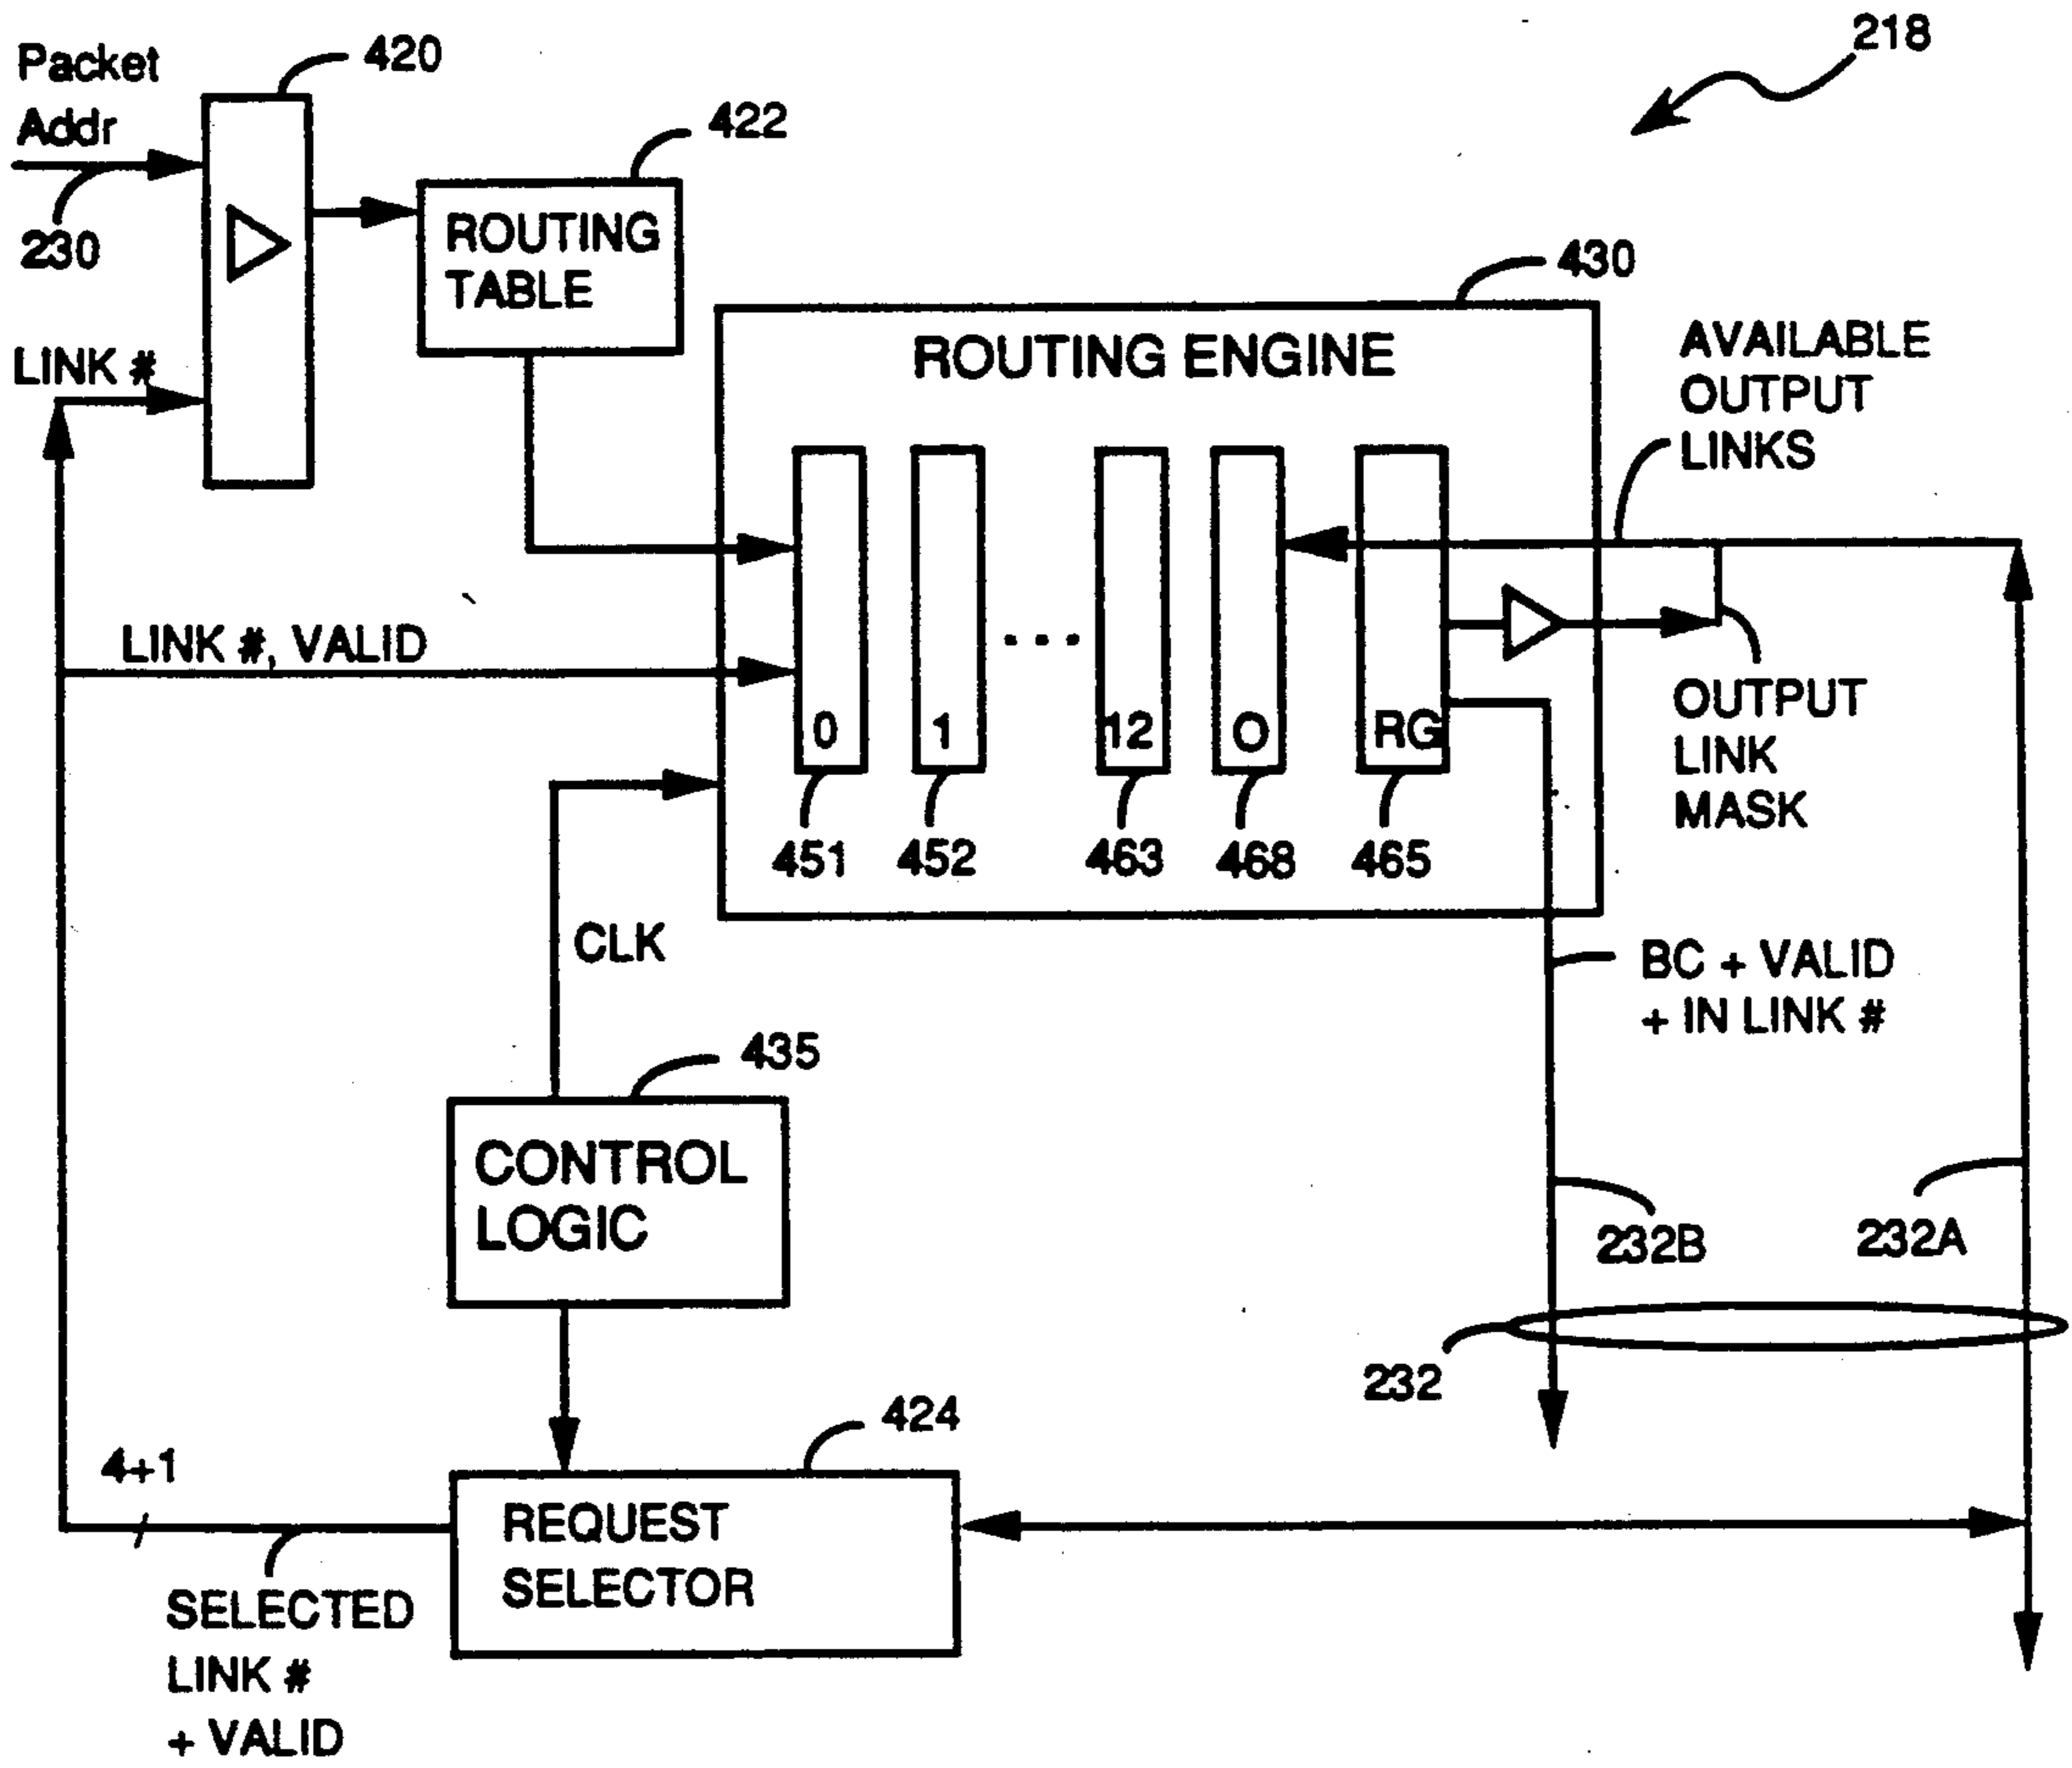 218
Packet
Addr
420
230
422
ROUTING
TABLE
LINK #
430
ROUTING ENGINE
AVAILABLE
OUTPUT
LINKS
LINK #, VALID
...
0
1
12
O
RG
451
452
463
468
465
OUTPUT
LINK
MASK
CLK
BC + VALID
+ IN LINK #
435
CONTROL
LOGIC
232B
232A
232
424
4+1
REQUEST
SELECTOR
SELECTED
LINK #
+ VALID